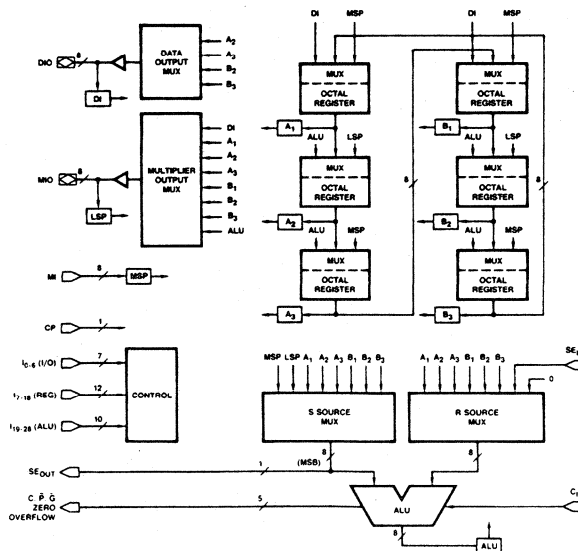 DI MSP DI MSP
DATA
OUTPUT
MUX
A2
A3
B2
B3
DIO 8
DI
MUX
OCTAL
REGISTER
MUX
OCTAL
REGISTER
A1 ALU LSP
B1 ALU LSP
MULTIPLIER
OUTPUT
MUX
DI
A1
A2
A3
B1
B2
B3
ALU
MIO 8
LSP
MUX
OCTAL
REGISTER
8
MUX
OCTAL
REGISTER
8
A2 ALU MSP
B2 ALU MSP
MUX
OCTAL
REGISTER
MUX
OCTAL
REGISTER
A3
B3
MI 8 MSP
CP 1
I0-6 (I/O) 7
I7-18 (REG) 12
I19-28 (ALU) 10
CONTROL
MSP LSP A1 A2 A3 B1 B2 B3
A1 A2 A3 B1 B2 B3
0
S SOURCE
MUX
R SOURCE
MUX
8
(MSB)
8
SEOUT 1
C, P̄, Ḡ
ZERO
OVERFLOW
5
ALU
8
ALU